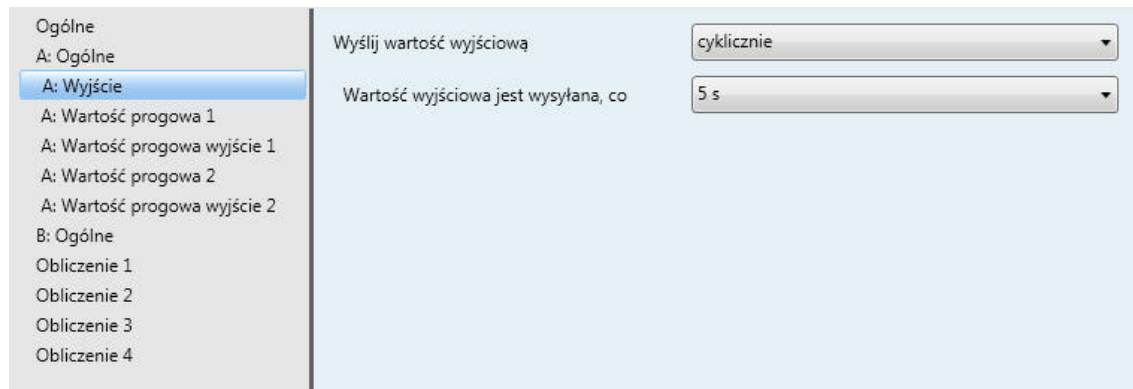 Ogólne
A: Ogólne
A: Wyjście
A: Wartość progowa 1
A: Wartość progowa wyjście 1
A: Wartość progowa 2
A: Wartość progowa wyjście 2
B: Ogólne
Obliczenie 1
Obliczenie 2
Obliczenie 3
Obliczenie 4
Wyślij wartość wyjściową cyklicznie
Wartość wyjściowa jest wysyłana, co 5 s